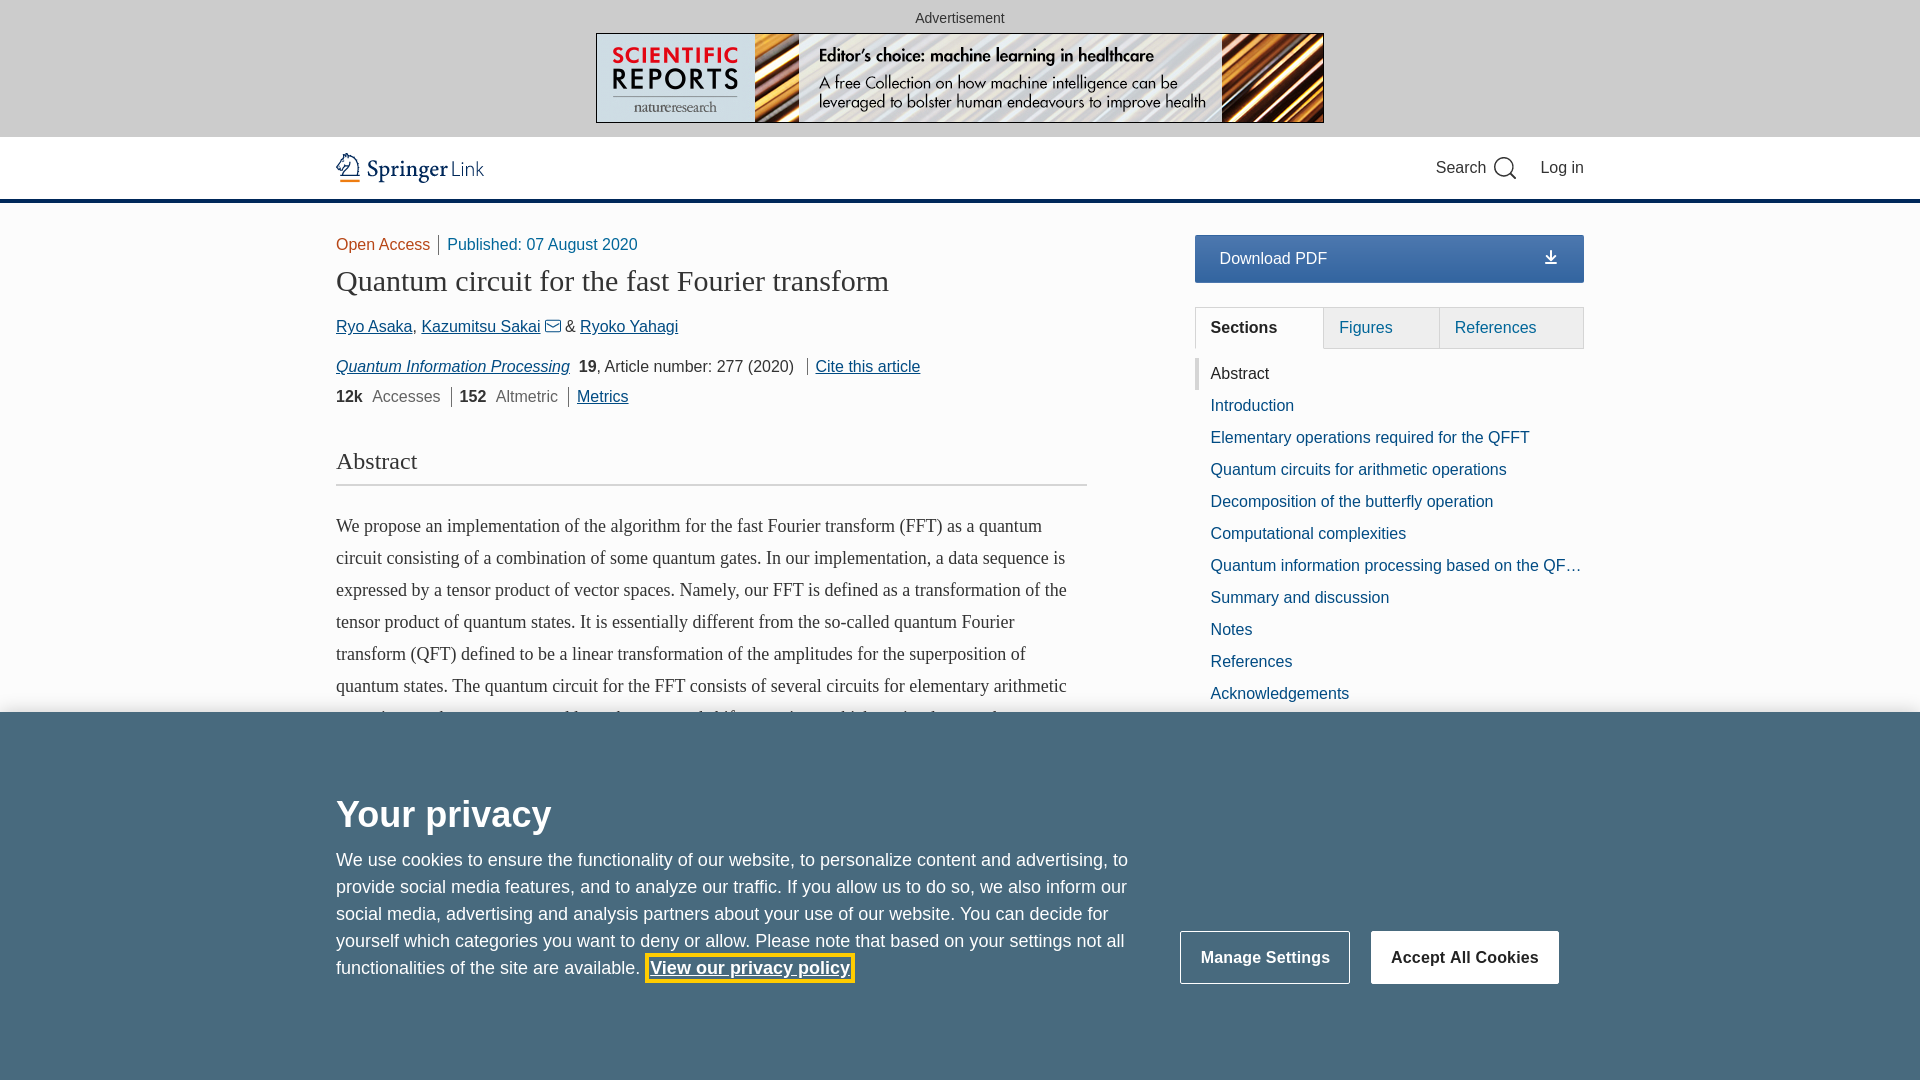 Advertisement
SCIENTIFIC
REPORTS
natureresearch
Editor's choice: machine learning in healthcare
A free Collection on how machine intelligence can be
leveraged to bolster human endeavours to improve health
Springer Link
Search
Log in
Open Access
Published: 07 August 2020
Quantum circuit for the fast Fourier transform
Ryo Asaka, Kazumitsu Sakai & Ryoko Yahagi
Quantum Information Processing 19, Article number: 277 (2020)
Cite this article
12k Accesses
152 Altmetric
Metrics
Abstract
We propose an implementation of the algorithm for the fast Fourier transform (FFT) as a quantum
circuit consisting of a combination of some quantum gates. In our implementation, a data sequence is
expressed by a tensor product of vector spaces. Namely, our FFT is defined as a transformation of the
tensor product of quantum states. It is essentially different from the so-called quantum Fourier
transform (QFT) defined to be a linear transformation of the amplitudes for the superposition of
quantum states. The quantum circuit for the FFT consists of several circuits for elementary arithmetic
Download PDF
Sections
Figures
References
Abstract
Introduction
Elementary operations required for the QFFT
Quantum circuits for arithmetic operations
Decomposition of the butterfly operation
Computational complexities
Quantum information processing based on the QF…
Summary and discussion
Notes
References
Acknowledgements
Your privacy
We use cookies to ensure the functionality of our website, to personalize content and advertising, to
provide social media features, and to analyze our traffic. If you allow us to do so, we also inform our
social media, advertising and analysis partners about your use of our website. You can decide for
yourself which categories you want to deny or allow. Please note that based on your settings not all
functionalities of the site are available. View our privacy policy
Manage Settings
Accept All Cookies